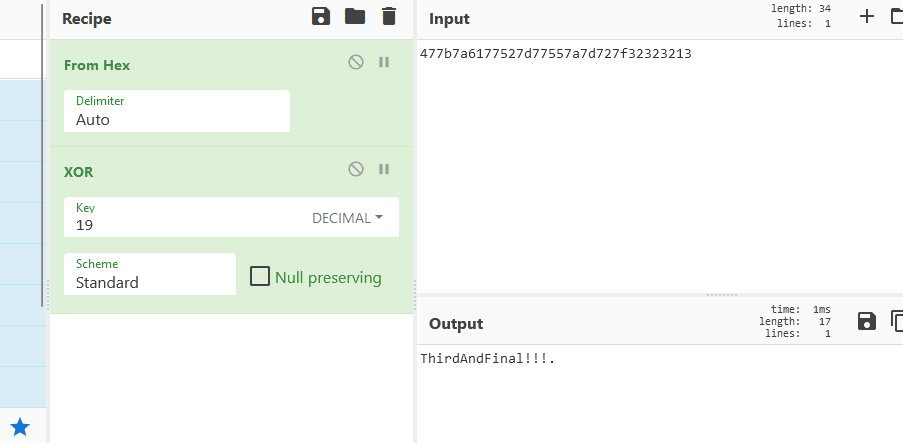 Recipe
From Hex
Delimiter
Auto
XOR
Key
19
DECIMAL
Scheme
Standard
Null preserving
Input
length: 34
lines: 1
477b7a6177527d77557a7d727f32323213
Output
time: 1ms
length: 17
lines: 1
ThirdAndFinal!!!.